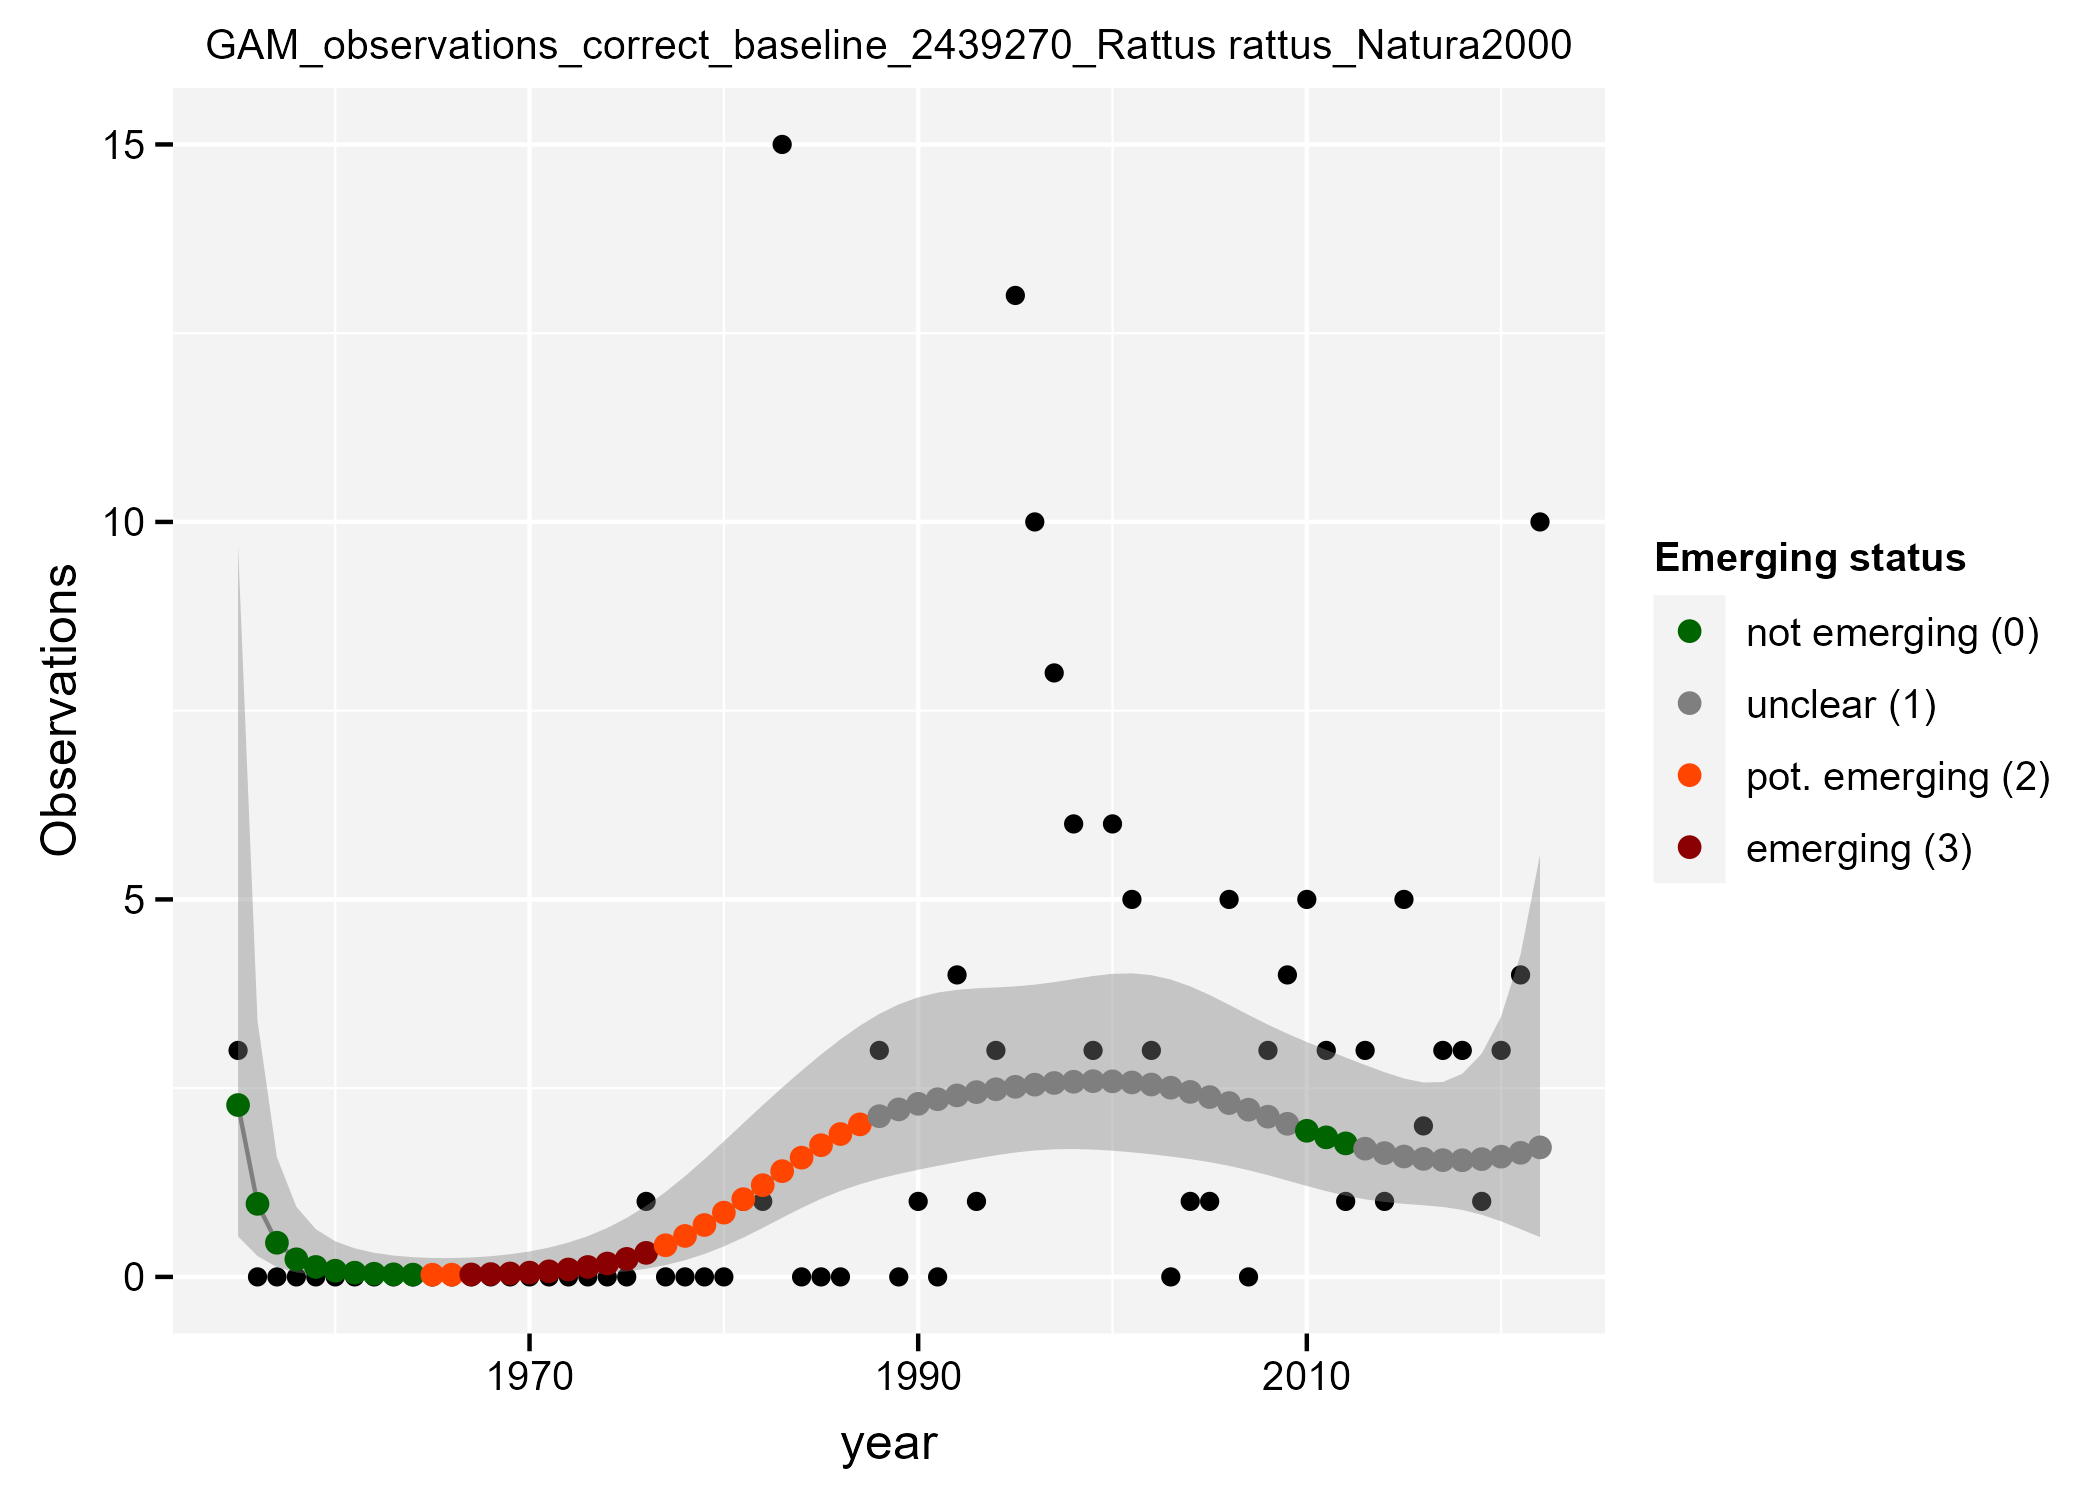 GAM_observations_correct_baseline_2439270_Rattus rattus_Natura2000
15
10
5
0
Observations
1970
1990
2010
year
Emerging status
not emerging (0)
unclear (1)
pot. emerging (2)
emerging (3)